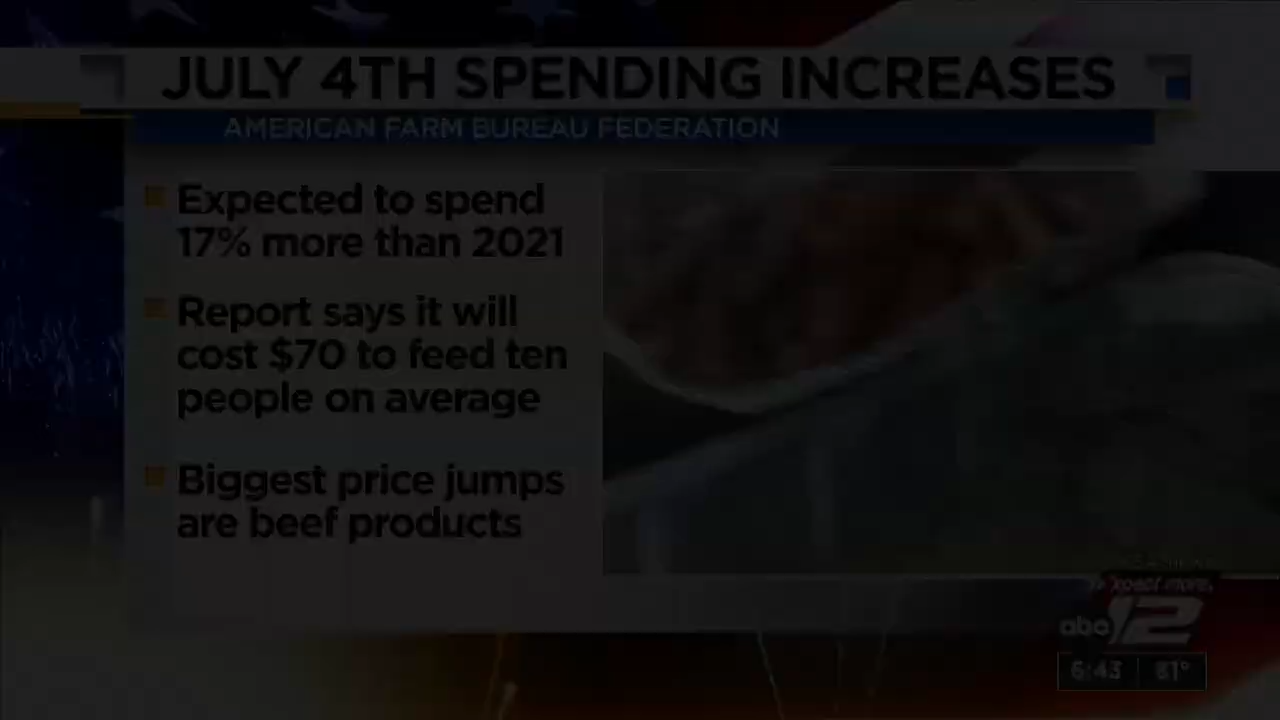 JULY 4TH SPENDING INCREASES
AMERICAN FARM BUREAU FEDERATION
Expected to spend
17% more than 2021
Report says it will
cost $70 to feed ten
people on average
Biggest price jumps
are beef products
Expect more.
abc 12
6:43 81°